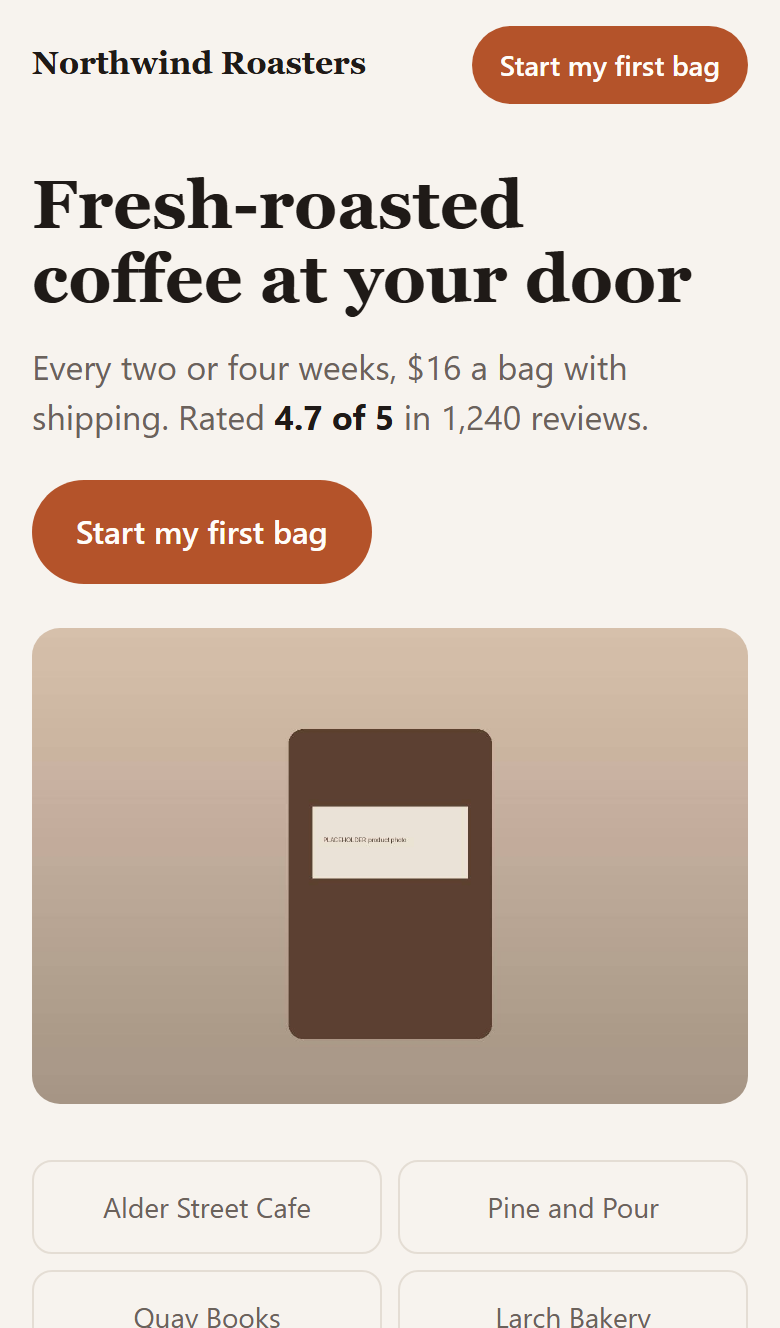 Northwind Roasters
Start my first bag
Fresh-roasted
coffee at your door
Every two or four weeks, $16 a bag with
shipping. Rated 4.7 of 5 in 1,240 reviews.
Start my first bag
PLACEHOLDER product photo
Alder Street Cafe
Pine and Pour
Quay Books
Larch Bakery